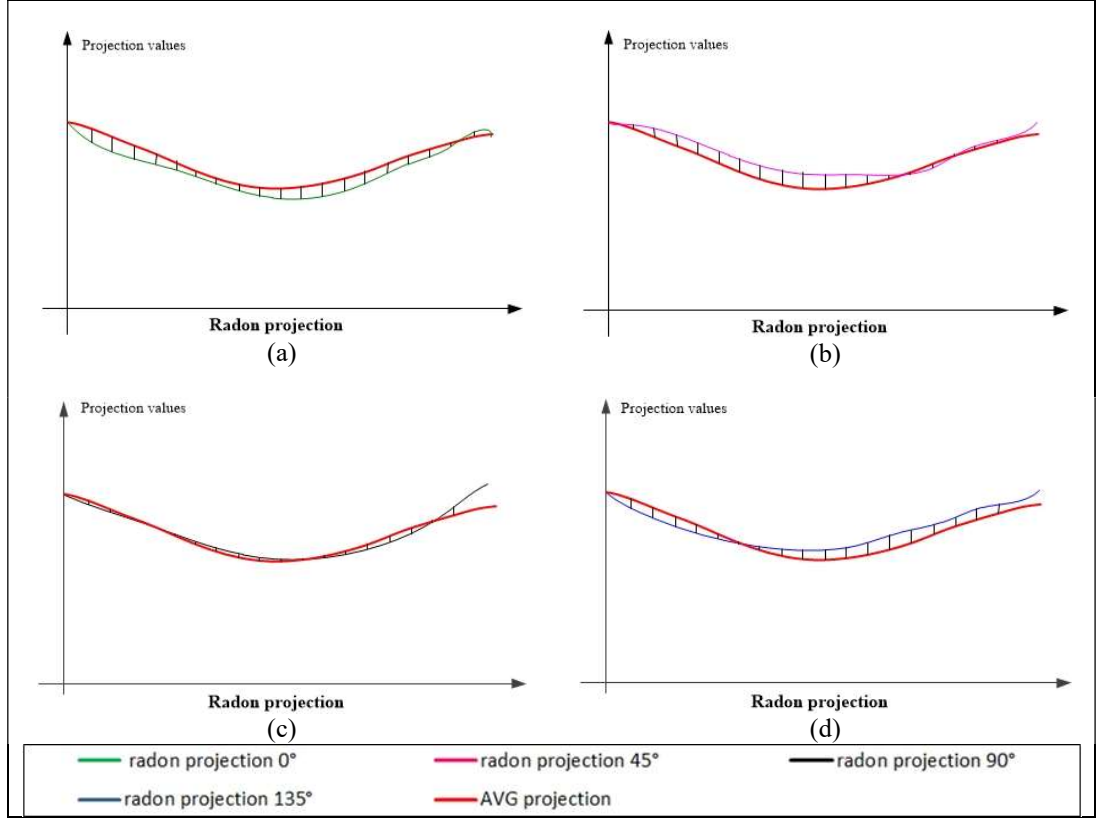 Projection values
Projection values
Radon projection
Radon projection
(a)
(b)
Projection values
Projection values
Radon projection
Radon projection
(c)
(d)
radon projection 0°
radon projection 45°
radon projection 90°
radon projection 135°
AVG projection